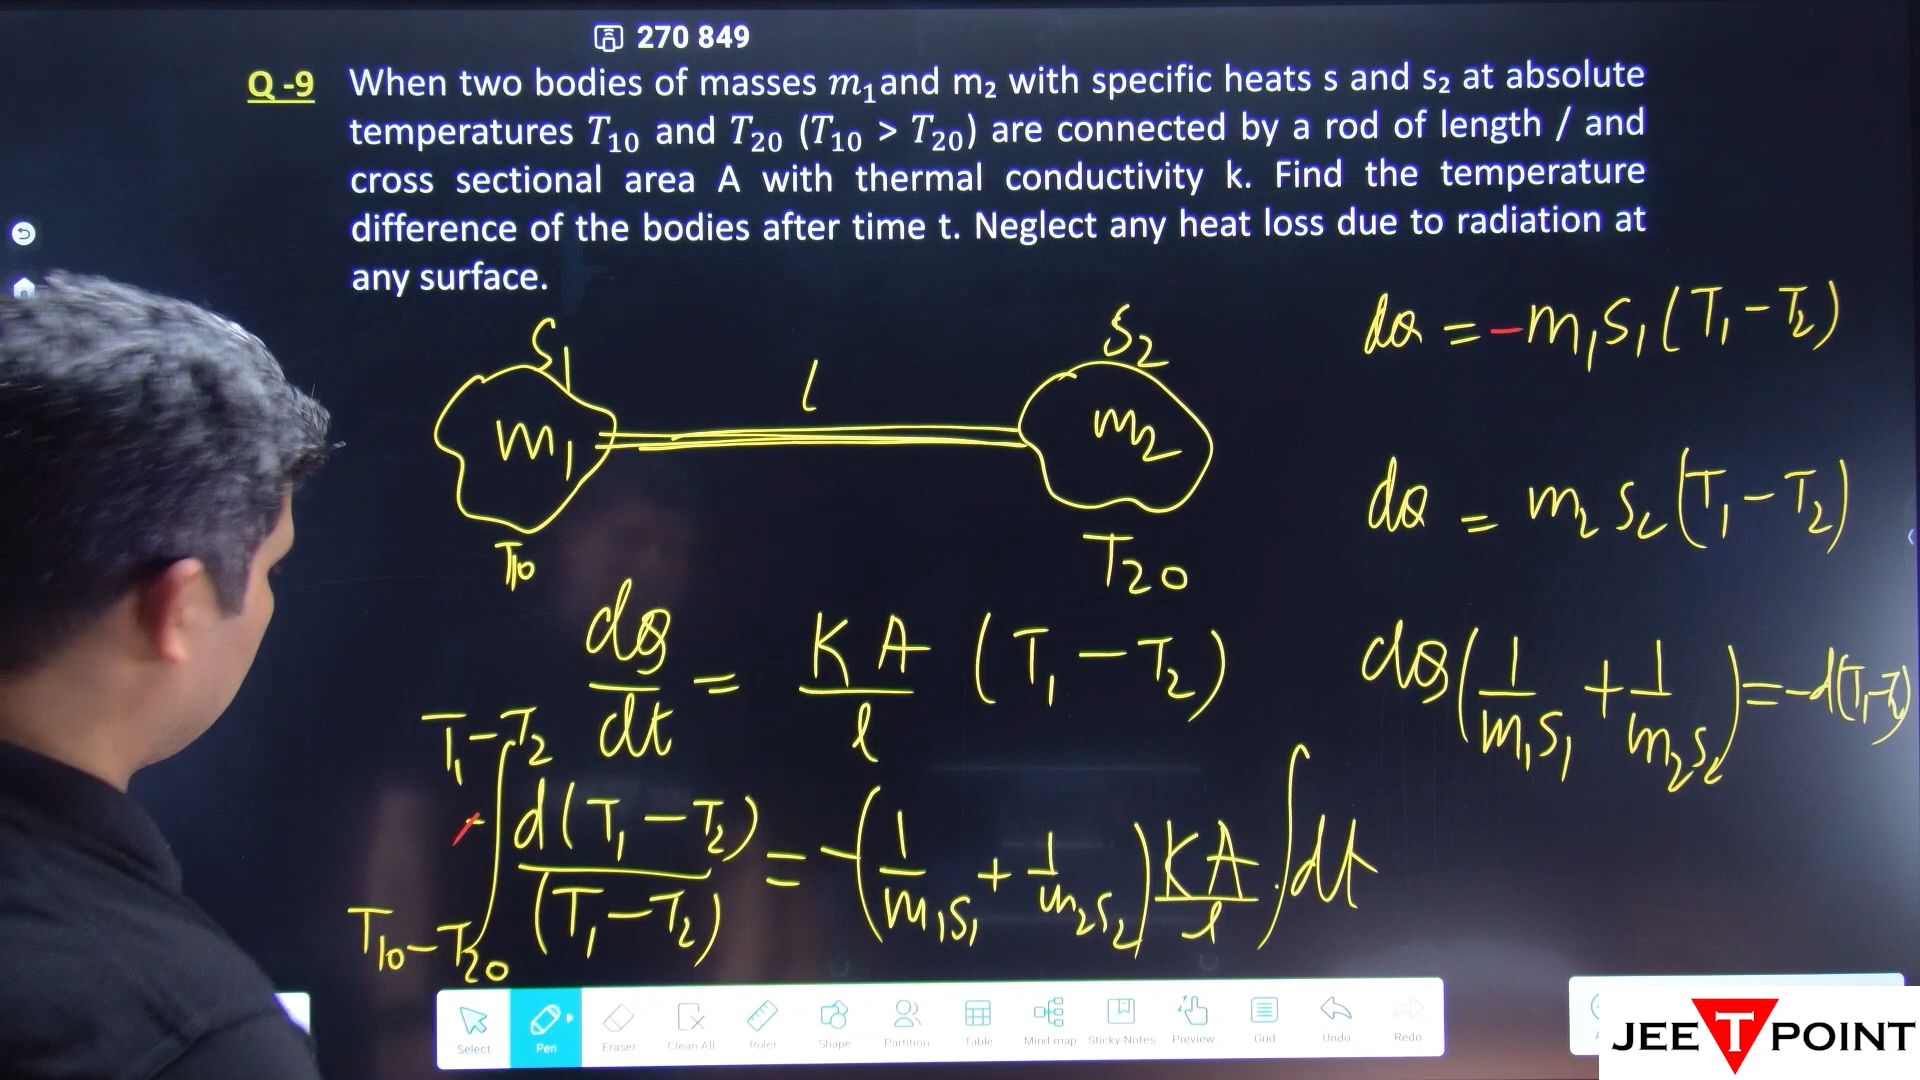 270 849
Q -9 When two bodies of masses m₁and m₂ with specific heats s and s₂ at absolute
temperatures T₁₀ and T₂₀ (T₁₀ > T₂₀) are connected by a rod of length / and
cross sectional area A with thermal conductivity k. Find the temperature
difference of the bodies after time t. Neglect any heat loss due to radiation at
any surface.
S₁
S₂
l
m₁
m₂
T₁₀
T₂₀
dQ = -m₁S₁(T₁-T₂)
dQ = m₂S₂(T₁-T₂)
dQ/dt = KA/l (T₁-T₂)
dQ(1/m₁S₁ + 1/m₂S₂) = -d(T₁-T₂)
T₁-T₂
-∫ d(T₁-T₂)/(T₁-T₂) = -(1/m₁S₁ + 1/m₂S₂) KA/l . ∫dt
T₁₀-T₂₀
Select Pen Eraser Clean All Ruler Shape Partition Table Mind map Sticky-Notes Preview Grid Undo Redo
JEE T POINT